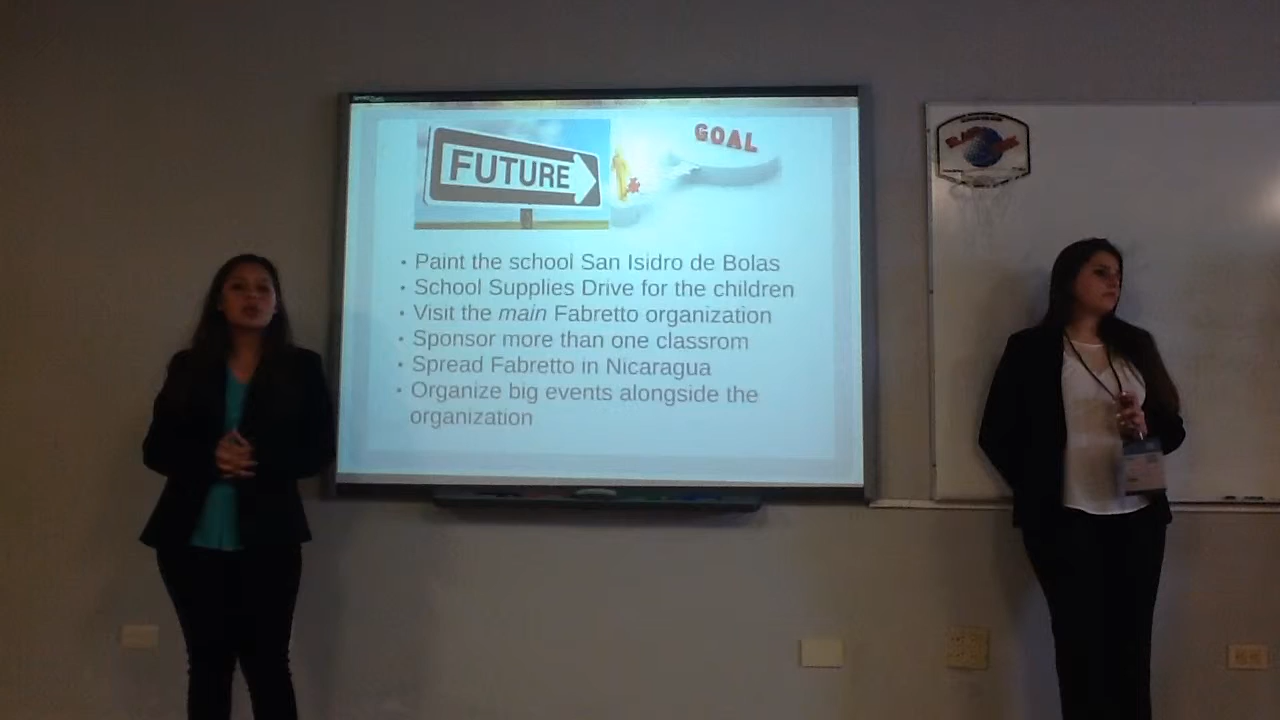 FUTURE
GOAL
• Paint the school San Isidro de Bolas
• School Supplies Drive for the children
• Visit the main Fabretto organization
• Sponsor more than one classrom
• Spread Fabretto in Nicaragua
• Organize big events alongside the
organization